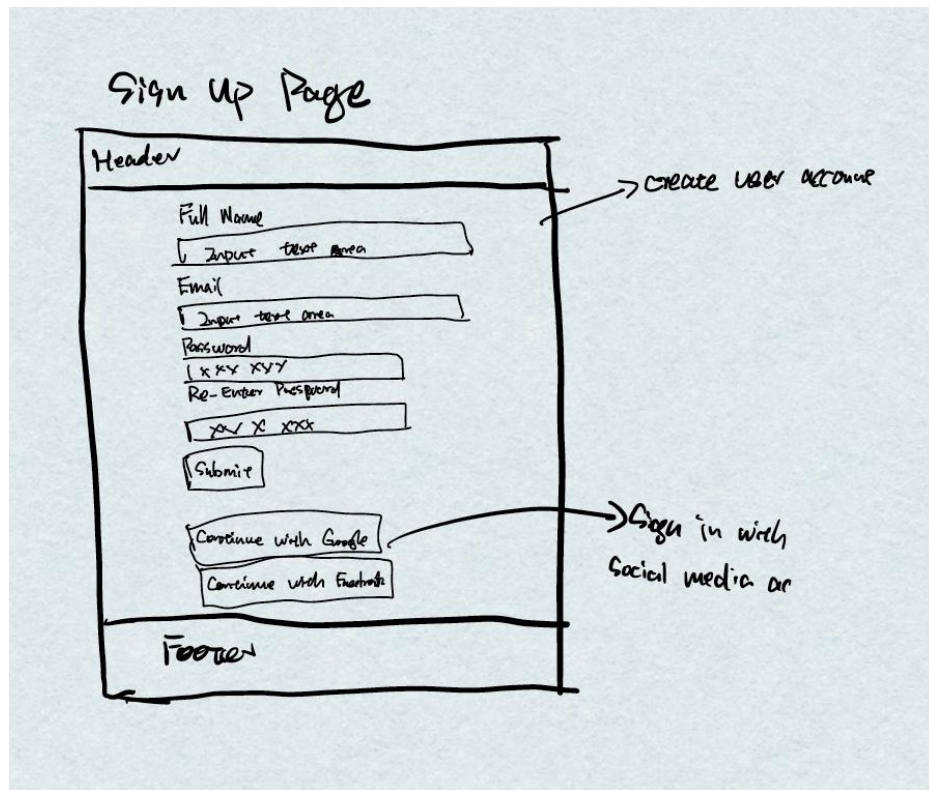 Sign Up Page
Header
create user account
Full Name
Input text area
Email
Input text area
Password
xxx xxx
Re-Enter Password
xx x xxx
Submit
Continue with Google
Sign in with
social media ac
Continue with Facebook
Footer